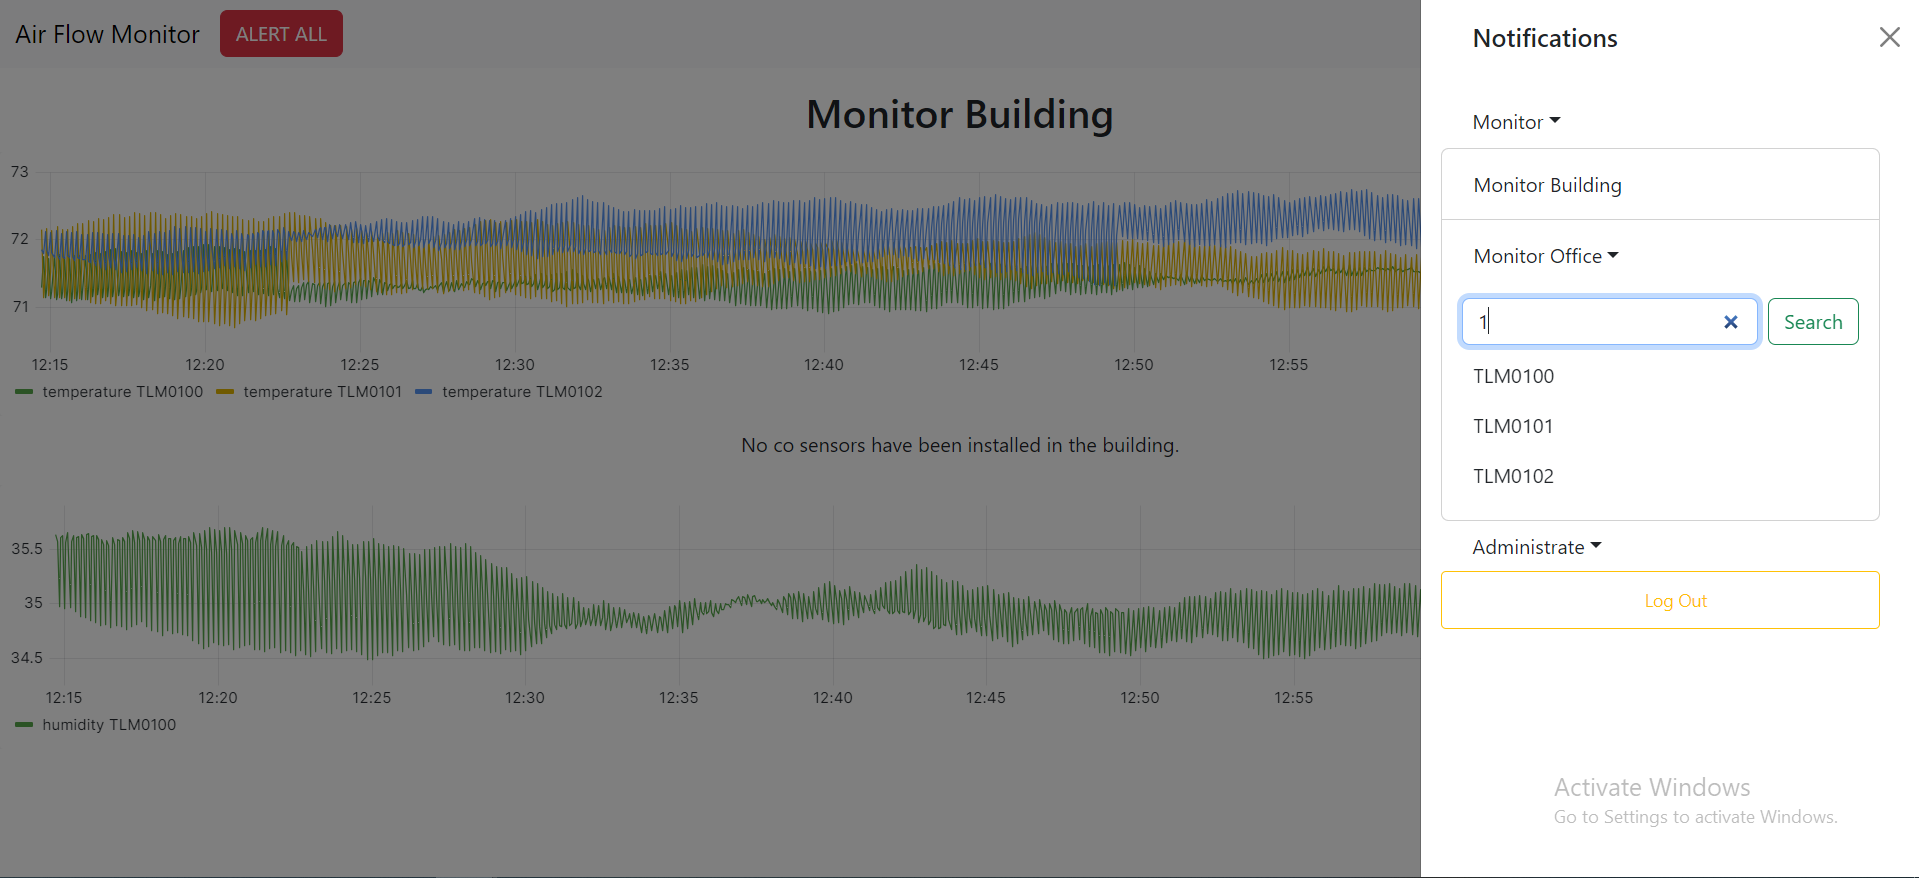 Air Flow Monitor
ALERT ALL
Monitor Building
73
72
71
12:15 12:20 12:25 12:30 12:35 12:40 12:45 12:50 12:55
temperature TLM0100 temperature TLM0101 temperature TLM0102
No co sensors have been installed in the building.
35.5
35
34.5
12:15 12:20 12:25 12:30 12:35 12:40 12:45 12:50 12:55
humidity TLM0100
Notifications
Monitor
Monitor Building
Monitor Office
1
Search
TLM0100
TLM0101
TLM0102
Administrate
Log Out
Activate Windows
Go to Settings to activate Windows.